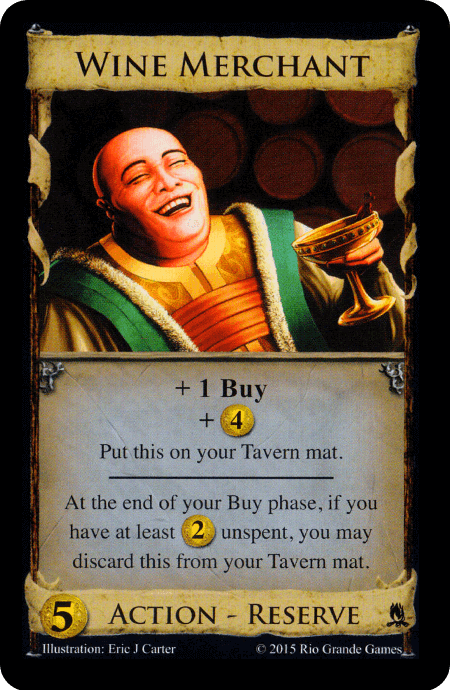 WINE MERCHANT
+ 1 Buy
+ 4
Put this on your Tavern mat.
At the end of your Buy phase, if you
have at least 2 unspent, you may
discard this from your Tavern mat.
5 ACTION - RESERVE
Illustration: Eric J Carter © 2015 Rio Grande Games